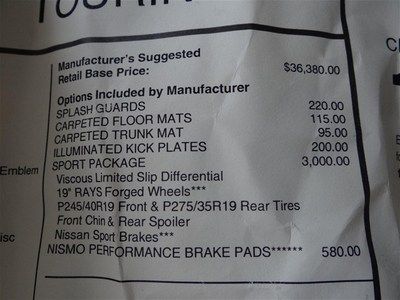 Manufacturer's Suggested
Retail Base Price: $36,380.00
Options Included by Manufacturer
SPLASH GUARDS 220.00
CARPETED FLOOR MATS 115.00
CARPETED TRUNK MAT 95.00
ILLUMINATED KICK PLATES 200.00
SPORT PACKAGE 3,000.00
Emblem
Viscous Limited Slip Differential
19" RAYS Forged Wheels***
P245/40R19 Front & P275/35R19 Rear Tires
Front Chin & Rear Spoiler
Nissan Sport Brakes***
NISMO PERFORMANCE BRAKE PADS****** 580.00